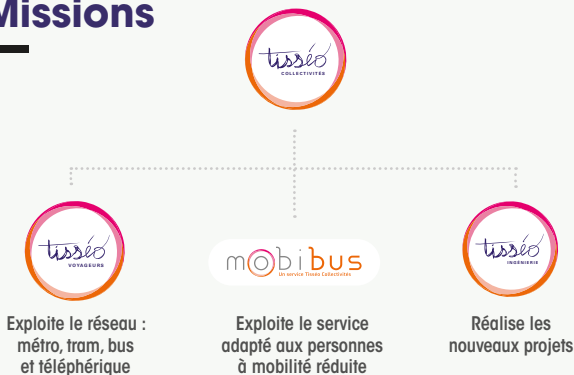 Missions
tisséo
COLLECTIVITÉS
tisséo
VOYAGEURS
mobibus
Un service Tisséo Collectivités
tisséo
INGÉNIERIE
Exploite le réseau :
métro, tram, bus
et téléphérique
Exploite le service
adapté aux personnes
à mobilité réduite
Réalise les
nouveaux projets